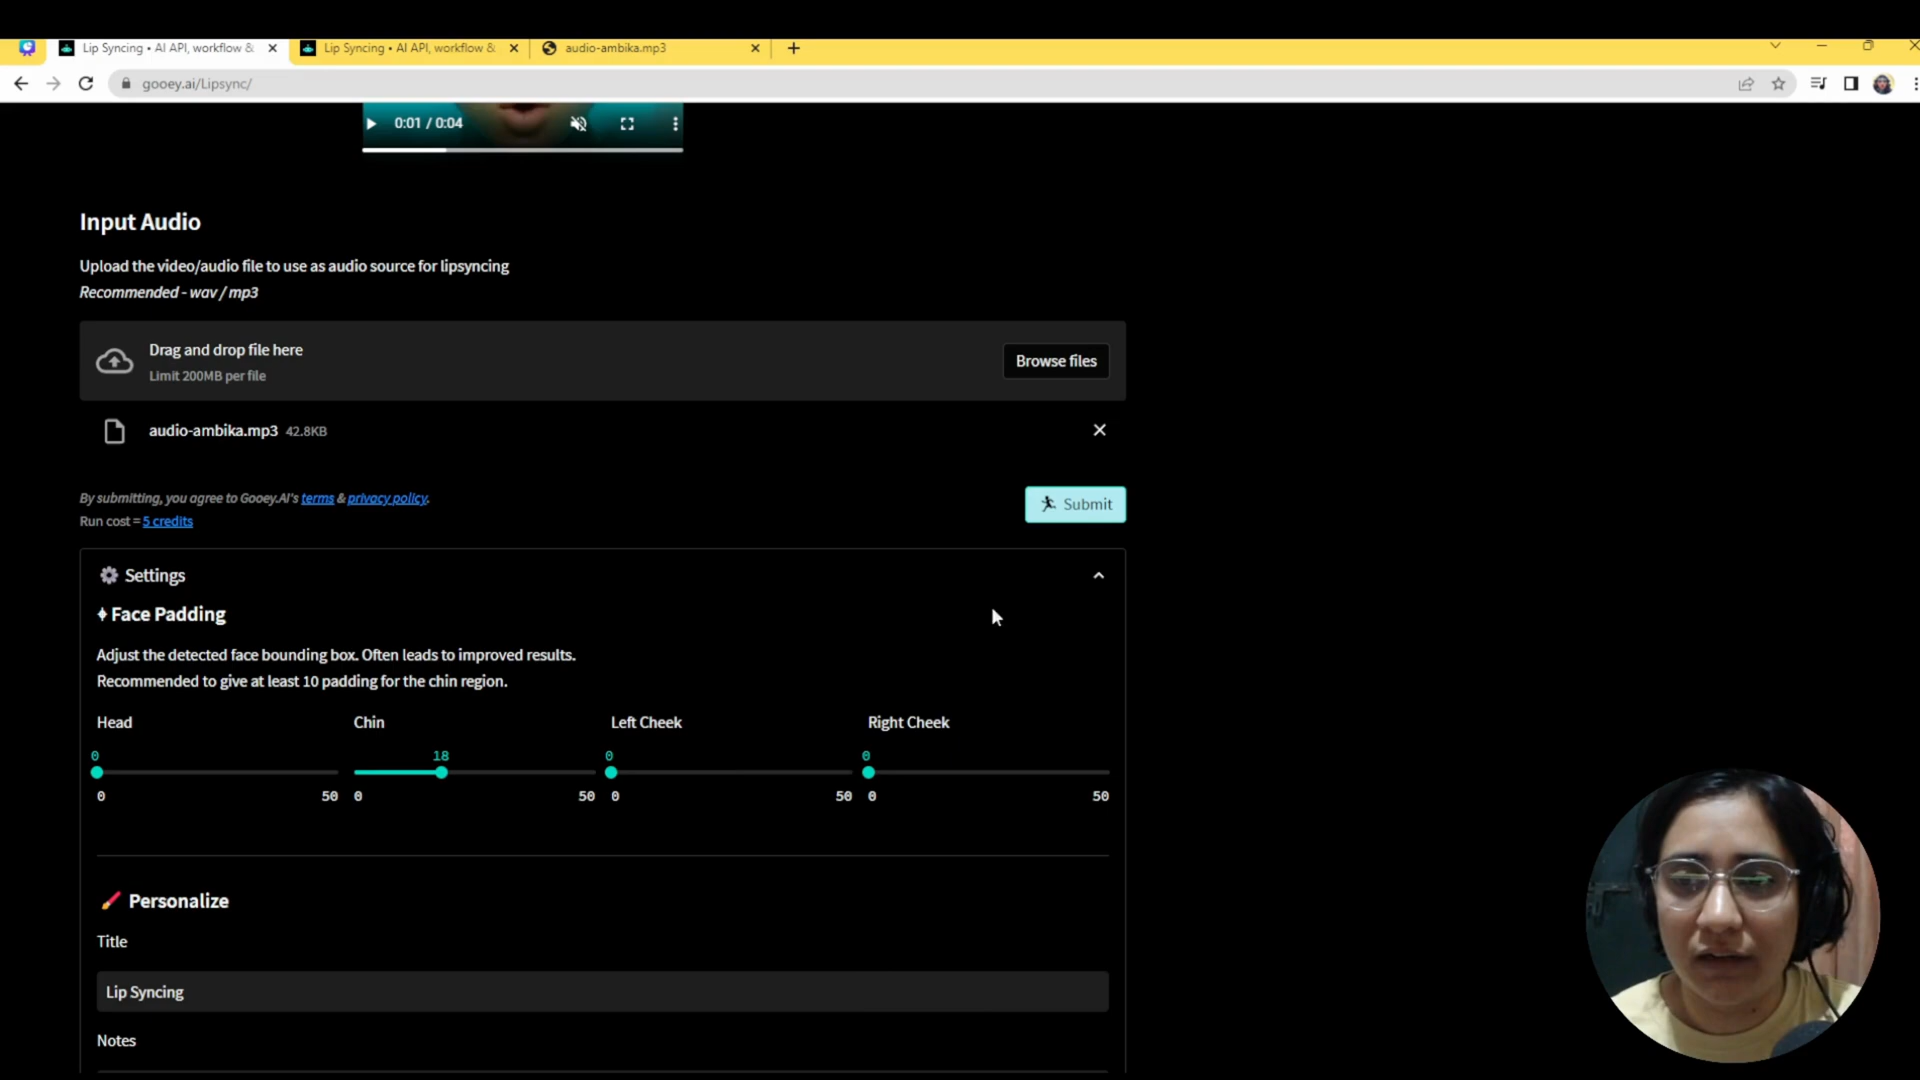 Lip Syncing • AI API, workflow &
Lip Syncing • AI API, workflow &
audio-ambika.mp3
gooey.ai/Lipsync/
0:01 / 0:04
Input Audio
Upload the video/audio file to use as audio source for lipsyncing
Recommended - wav / mp3
Drag and drop file here
Limit 200MB per file
Browse files
audio-ambika.mp3 42.8KB
By submitting, you agree to Gooey.AI's terms & privacy policy.
Run cost = 5 credits
Submit
Settings
Face Padding
Adjust the detected face bounding box. Often leads to improved results.
Recommended to give at least 10 padding for the chin region.
Head Chin Left Cheek Right Cheek
0 18 0 0
0 50 0 50 0 50 0 50
Personalize
Title
Lip Syncing
Notes